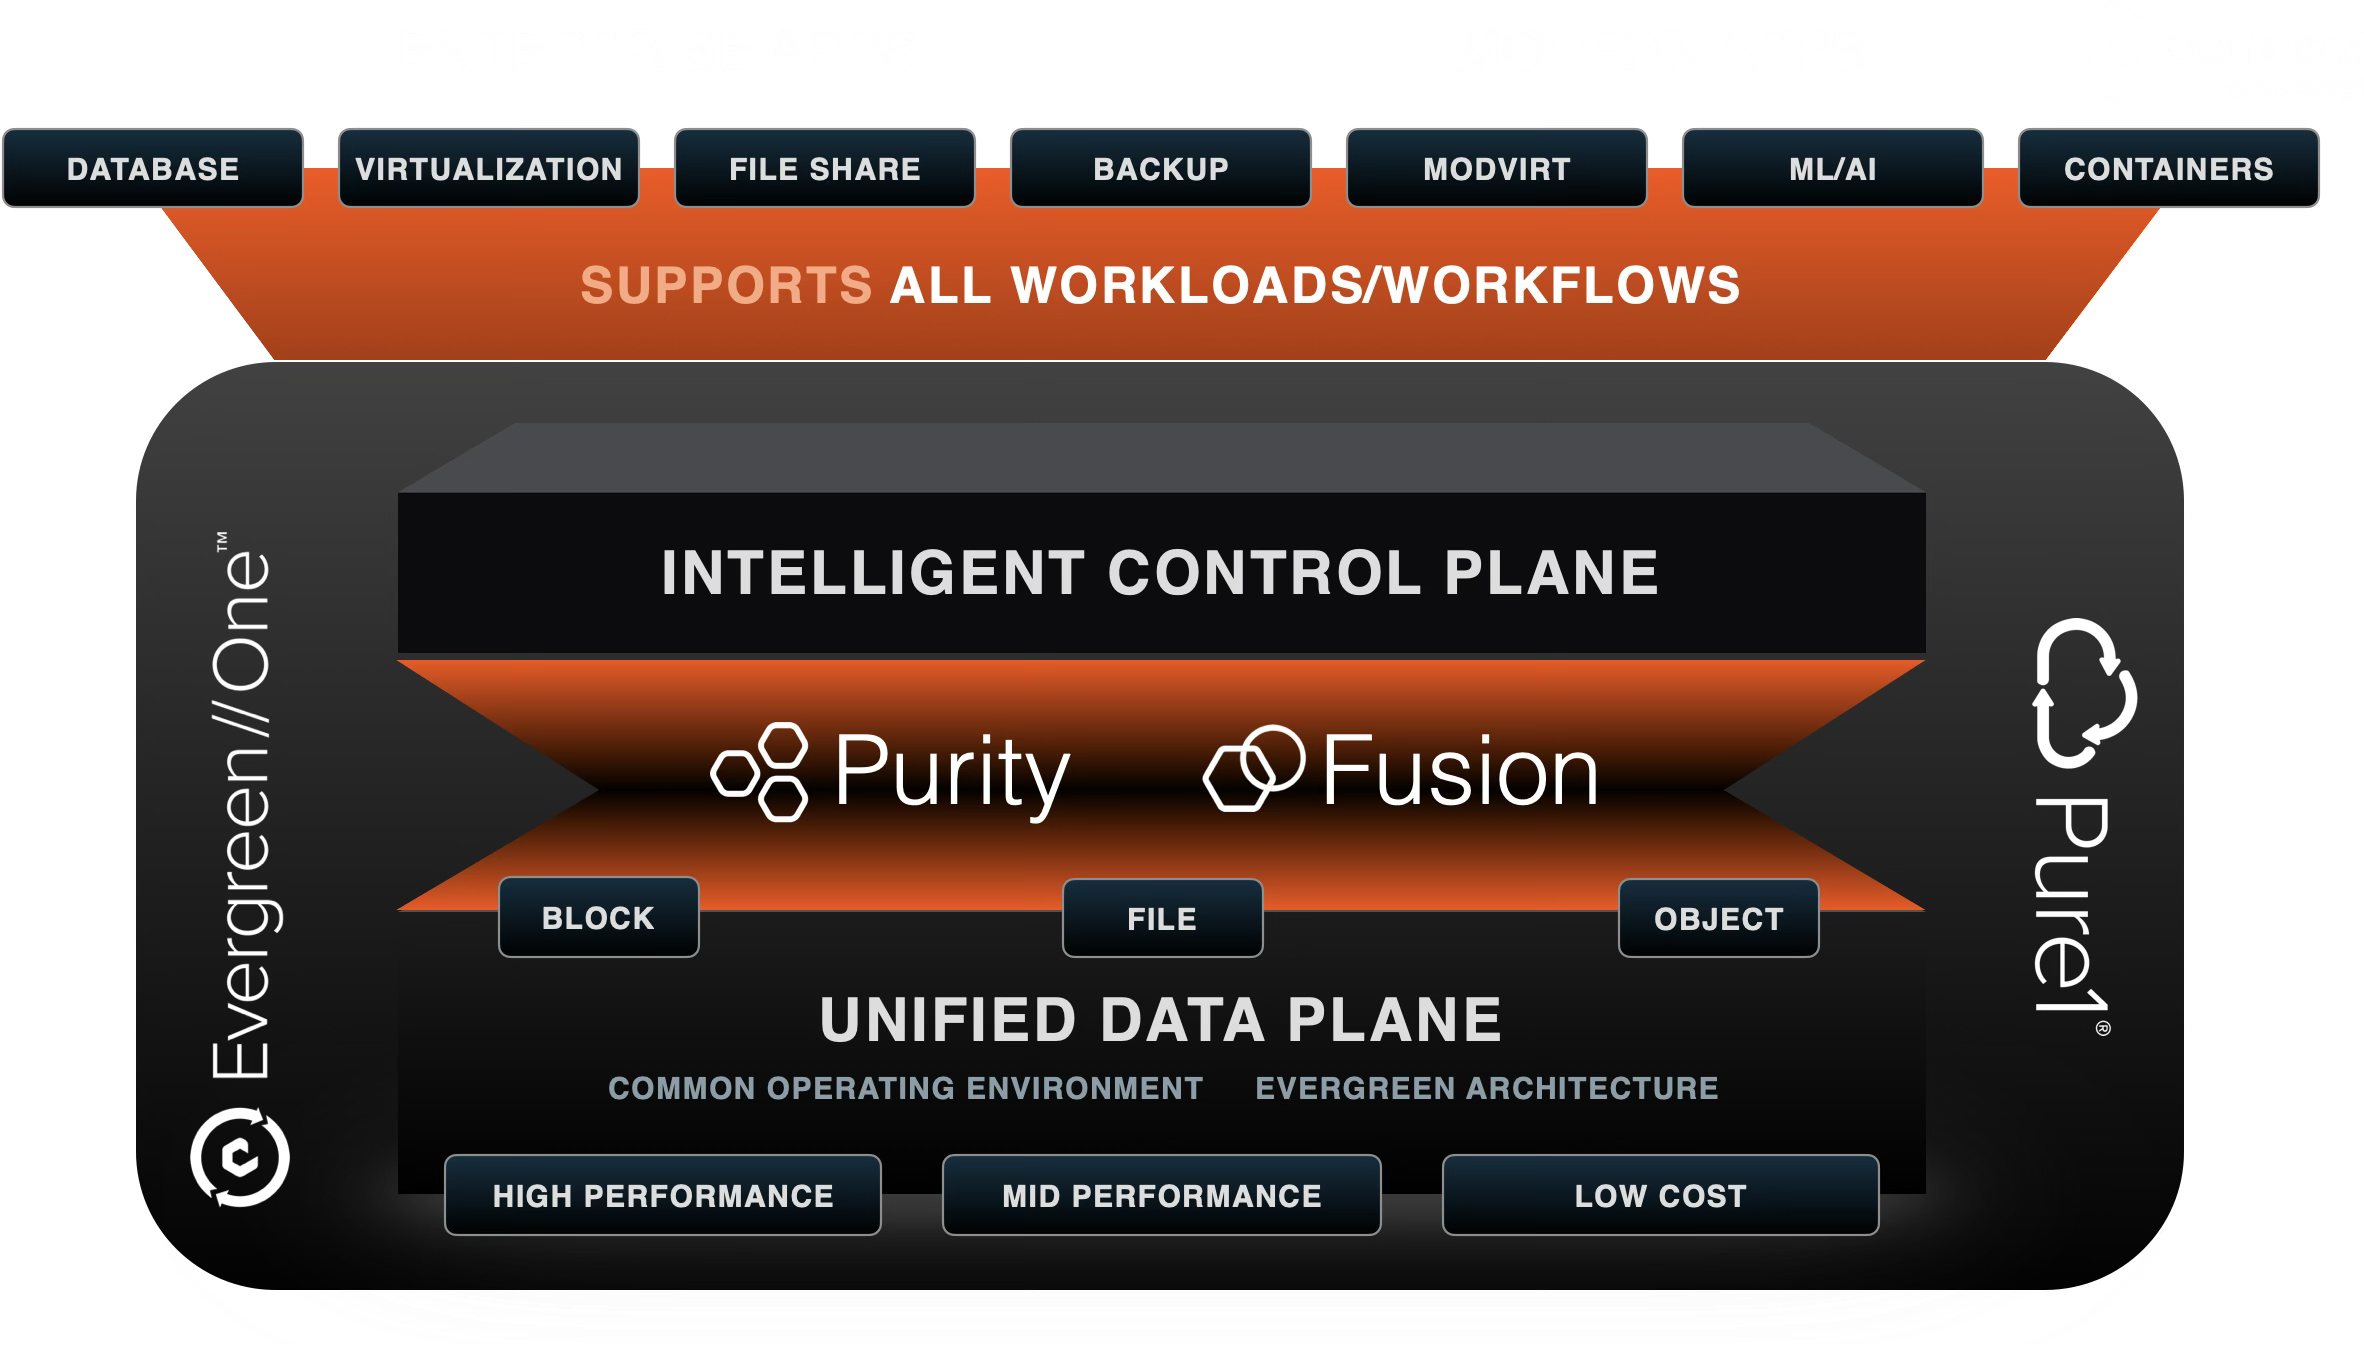 DATABASE
VIRTUALIZATION
FILE SHARE
BACKUP
MODVIRT
ML/AI
CONTAINERS
SUPPORTS ALL WORKLOADS/WORKFLOWS
Evergreen//One™
INTELLIGENT CONTROL PLANE
Purity
Fusion
Pure1®
BLOCK
FILE
OBJECT
UNIFIED DATA PLANE
COMMON OPERATING ENVIRONMENT
EVERGREEN ARCHITECTURE
HIGH PERFORMANCE
MID PERFORMANCE
LOW COST